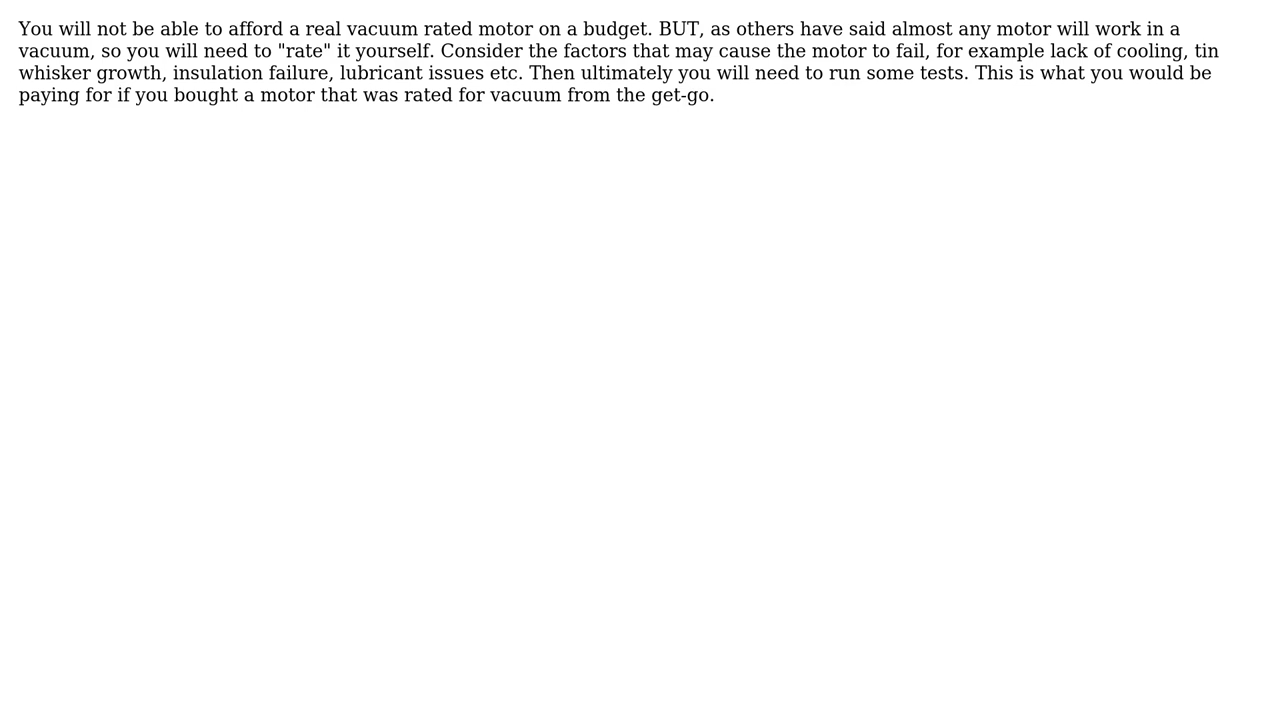 You will not be able to afford a real vacuum rated motor on a budget. BUT, as others have said almost any motor will work in a
vacuum, so you will need to "rate" it yourself. Consider the factors that may cause the motor to fail, for example lack of cooling, tin
whisker growth, insulation failure, lubricant issues etc. Then ultimately you will need to run some tests. This is what you would be
paying for if you bought a motor that was rated for vacuum from the get-go.